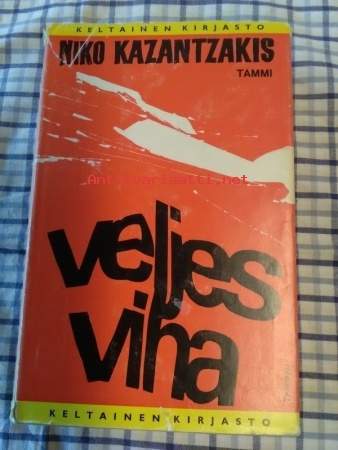 KELTAINEN KIRJASTO
NIKO KAZANTZAKIS
TAMMI
Antikvariaatti.net
veljes
viha
KELTAINEN KIRJASTO